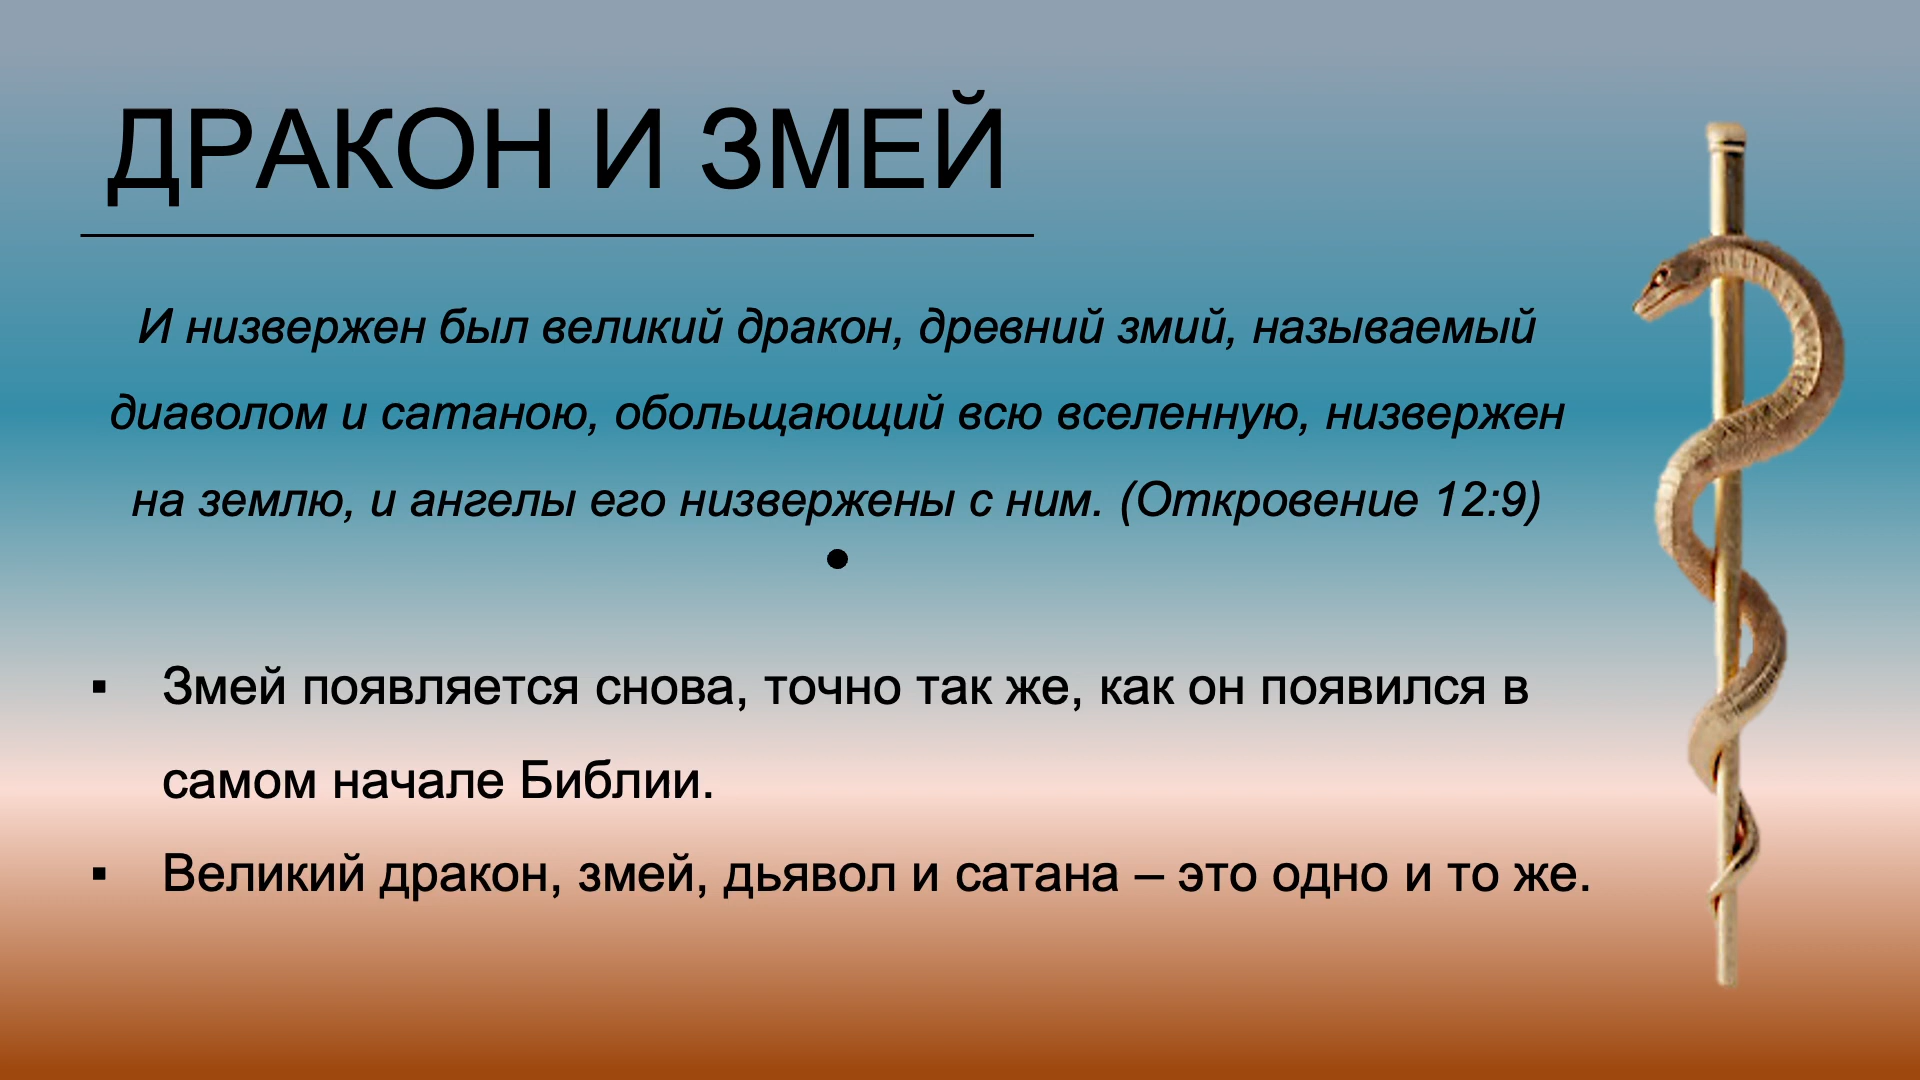 ДРАКОН И ЗМЕЙ
И низвержен был великий дракон, древний змий, называемый
диаволом и сатаною, обольщающий всю вселенную, низвержен
на землю, и ангелы его низвержены с ним. (Откровение 12:9)
•
▪ Змей появляется снова, точно так же, как он появился в
самом начале Библии.
▪ Великий дракон, змей, дьявол и сатана – это одно и то же.